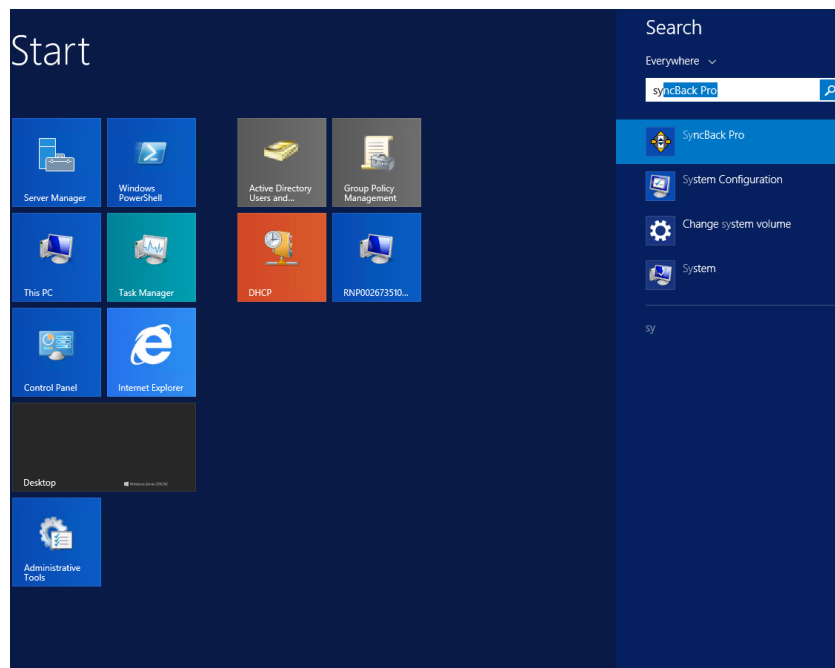 Start
Server Manager
Windows
PowerShell
Active Directory
Users and...
Group Policy
Management
This PC
Task Manager
DHCP
RNP002673510...
Control Panel
Internet Explorer
Desktop
Administrative
Tools
Search
Everywhere
syncBack Pro
SyncBack Pro
System Configuration
Change system volume
System
sy